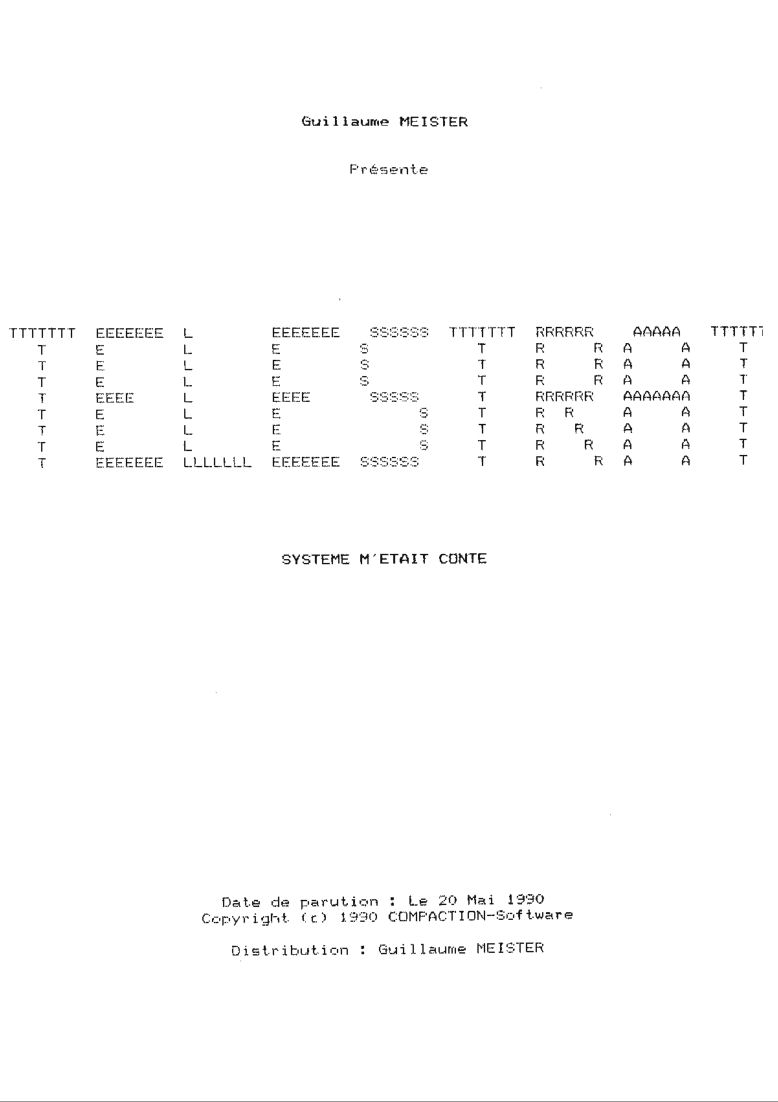 Guillaume MEISTER
Présente
TTTTTTT  EEEEEEE  L        EEEEEEE   SSSSSS  TTTTTTT  RRRRRR    AAAAA   TTTTTTT
   T     E        L        E        S           T     R     R  A     A     T
   T     E        L        E        S           T     R     R  A     A     T
   T     E        L        E        S           T     R     R  A     A     T
   T     EEEE     L        EEEE      SSSSS      T     RRRRRR   AAAAAAA     T
   T     E        L        E              S     T     R  R     A     A     T
   T     E        L        E              S     T     R   R    A     A     T
   T     E        L        E              S     T     R    R   A     A     T
   T     EEEEEEE  LLLLLLL  EEEEEEE  SSSSSS      T     R     R  A     A     T
SYSTEME M'ETAIT CONTE
Date de parution : Le 20 Mai 1990
Copyright (c) 1990 COMPACTION-Software
Distribution : Guillaume MEISTER